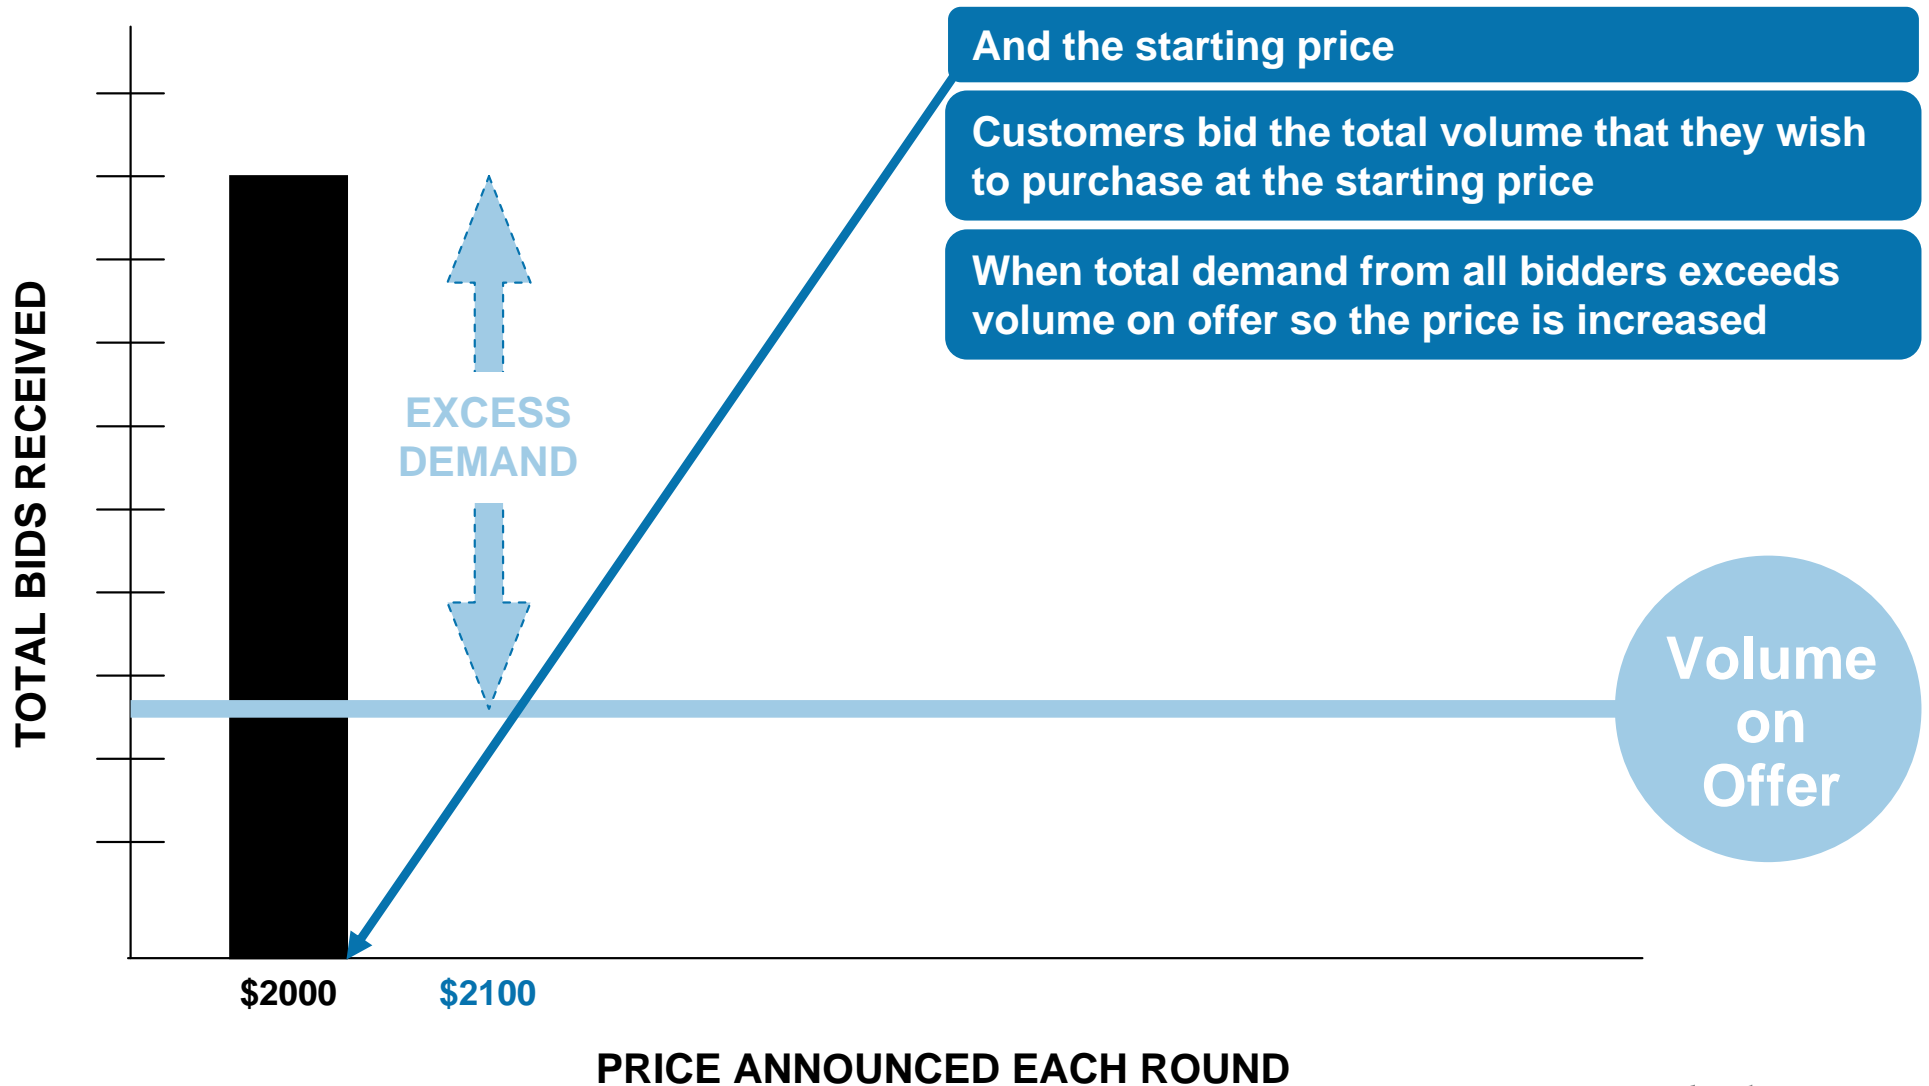 And the starting price
Customers bid the total volume that they wish
to purchase at the starting price
When total demand from all bidders exceeds
volume on offer so the price is increased
TOTAL BIDS RECEIVED
EXCESS
DEMAND
Volume
on
Offer
$2000
$2100
PRICE ANNOUNCED EACH ROUND